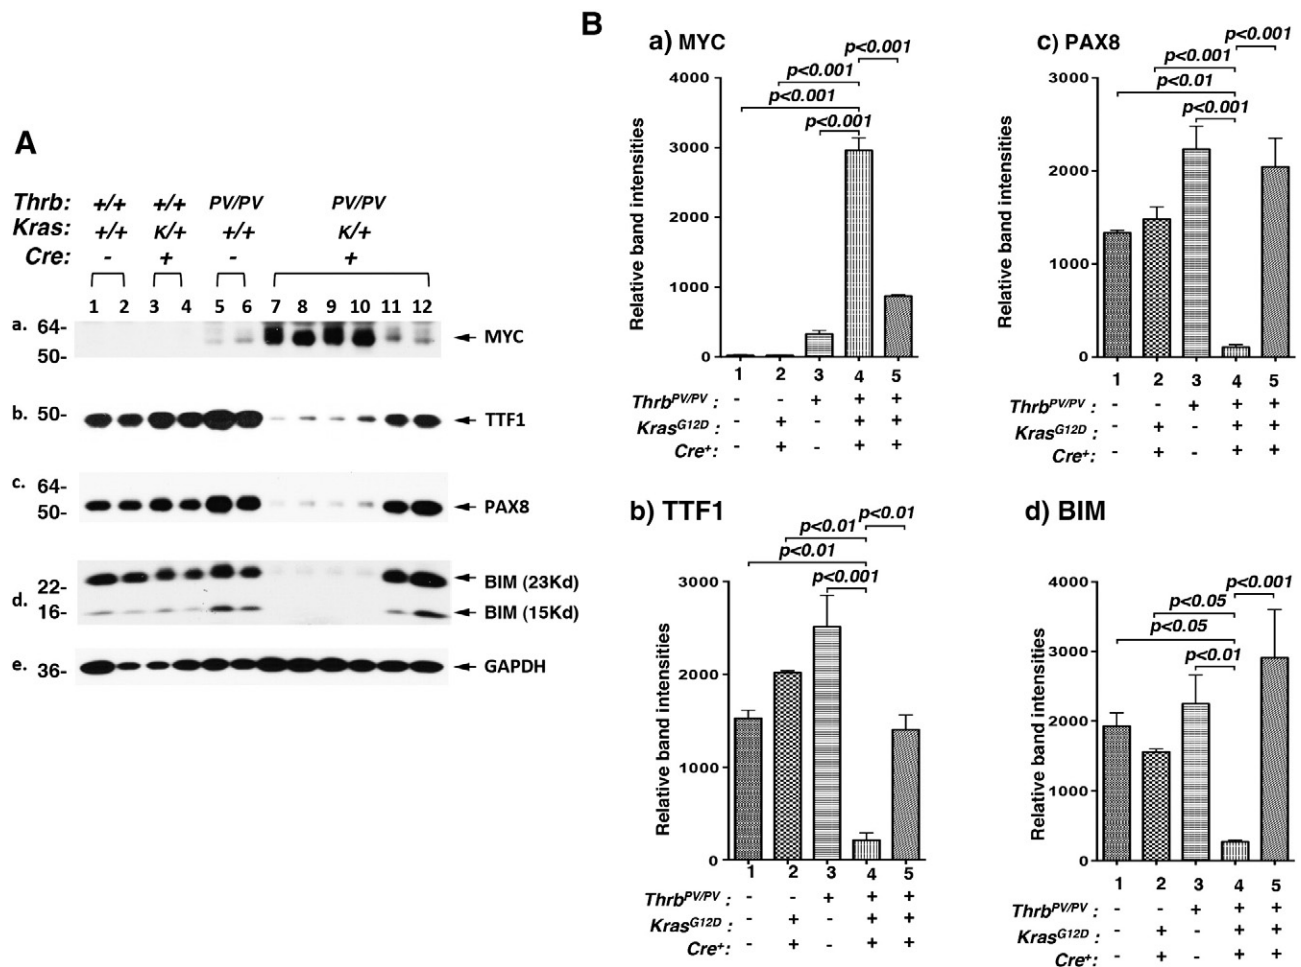 A
Thrb: +/+ +/+ PV/PV PV/PV
Kras: +/+ K/+ +/+ K/+
Cre: - + - +
1 2 3 4 5 6 7 8 9 10 11 12
a. 64-
50-
MYC
b. 50-
TTF1
c. 64-
50-
PAX8
d. 22-
16-
BIM (23Kd)
BIM (15Kd)
e. 36-
GAPDH
B
a) MYC
p<0.001
p<0.001
p<0.001
p<0.001
Relative band intensities
4000
3000
2000
1000
0
1 2 3 4 5
ThrbPV/PV : - - + + +
KrasG12D : - + - + +
Cre+: - + - + +
b) TTF1
p<0.01
p<0.01
p<0.01
p<0.001
Relative band intensities
3000
2000
1000
0
1 2 3 4 5
ThrbPV/PV : - - + + +
KrasG12D : - + - + +
Cre+: - + - + +
c) PAX8
p<0.001
p<0.001
p<0.01
p<0.001
Relative band intensities
3000
2000
1000
0
1 2 3 4 5
ThrbPV/PV : - - + + +
KrasG12D : - + - + +
Cre+: - + - + +
d) BIM
p<0.001
p<0.05
p<0.05
p<0.01
Relative band intensities
4000
3000
2000
1000
0
1 2 3 4 5
ThrbPV/PV : - - + + +
KrasG12D : - + - + +
Cre+: - + - + +